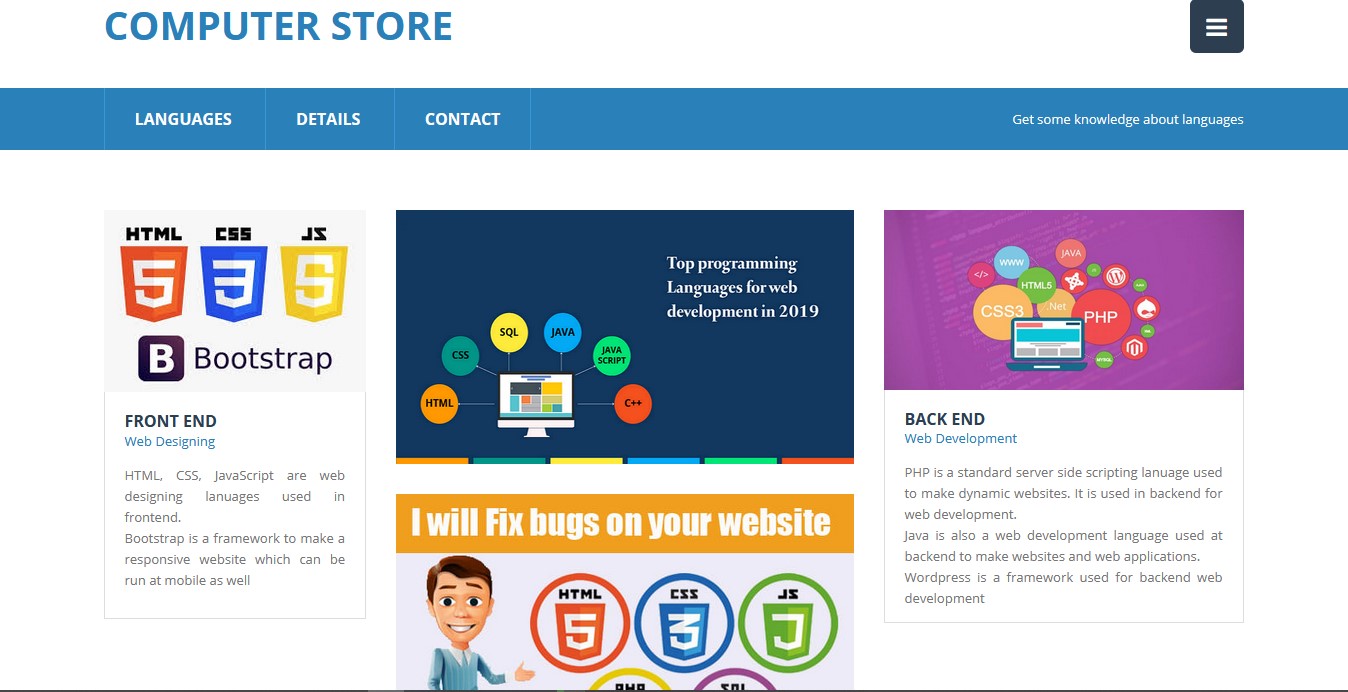 COMPUTER STORE
LANGUAGES
DETAILS
CONTACT
Get some knowledge about languages
HTML CSS JS
B Bootstrap
FRONT END
Web Designing
HTML, CSS, JavaScript are web
designing lanuages used in
frontend.
Bootstrap is a framework to make a
responsive website which can be
run at mobile as well
Top programming
Languages for web
development in 2019
SQL
JAVA
CSS
JAVA
SCRIPT
HTML
C++
I will Fix bugs on your website
HTML
CSS
JS
PHP
SQL
JAVA
WWW
</>
HTML5
CSS3
.Net
PHP
MYSQL
BACK END
Web Development
PHP is a standard server side scripting lanuage used
to make dynamic websites. It is used in backend for
web development.
Java is also a web development language used at
backend to make websites and web applications.
Wordpress is a framework used for backend web
development